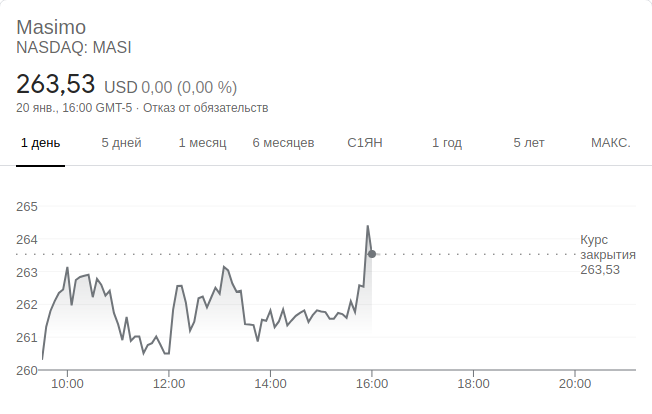 Masimo
NASDAQ: MASI
263,53 USD 0,00 (0,00 %)
20 янв., 16:00 GMT-5 · Отказ от обязательств
1 день 5 дней 1 месяц 6 месяцев С1ЯН 1 год 5 лет МАКС.
265
264
263
262
261
260
Курс
закрытия
263,53
10:00 12:00 14:00 16:00 18:00 20:00